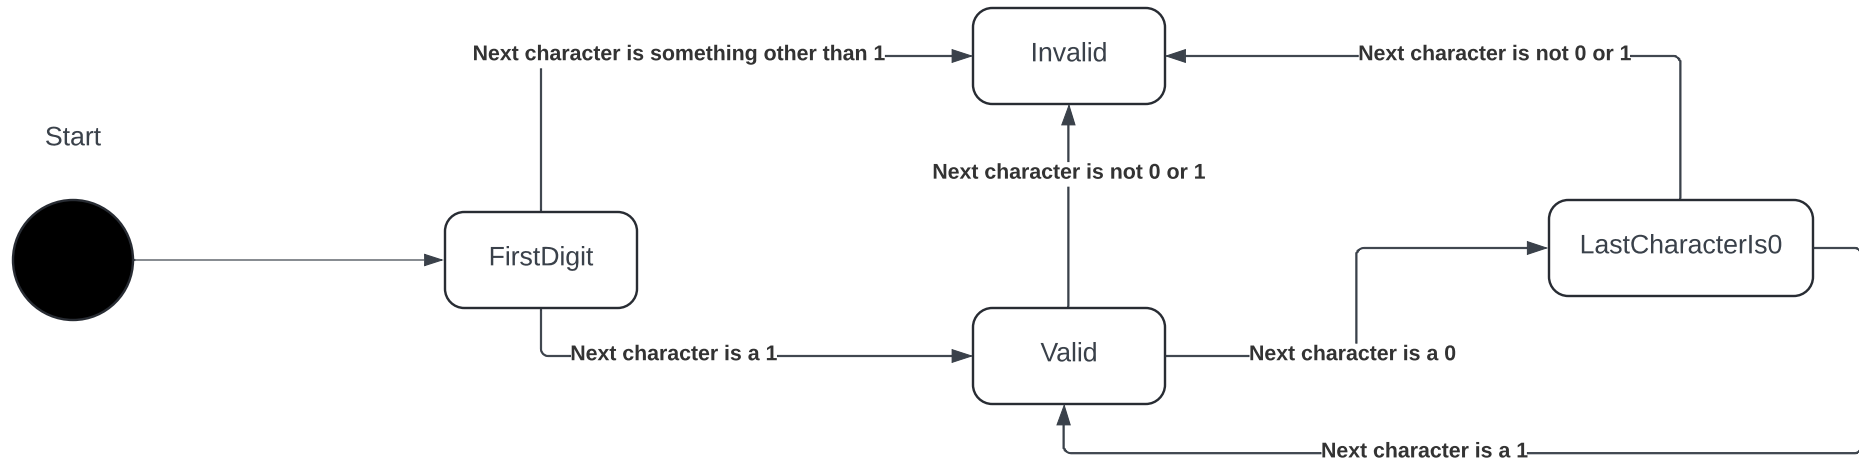 Next character is something other than 1
Invalid
Next character is not 0 or 1
Start
Next character is not 0 or 1
FirstDigit
LastCharacterIs0
Next character is a 1
Valid
Next character is a 0
Next character is a 1